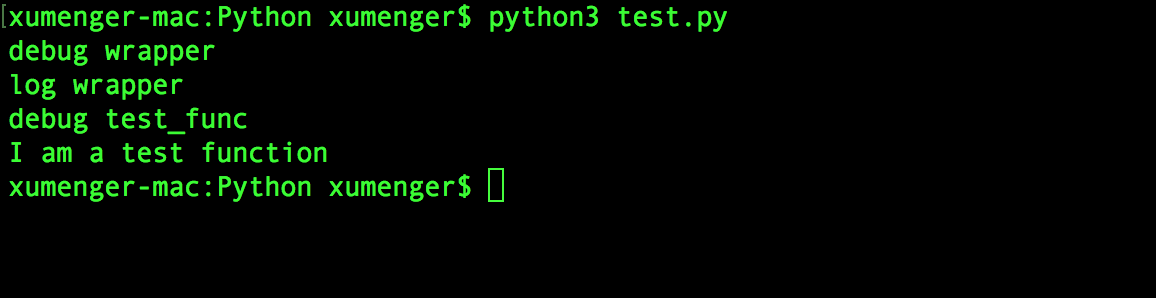 [xumenger-mac:Python xumenger$ python3 test.py
debug wrapper
log wrapper
debug test_func
I am a test function
xumenger-mac:Python xumenger$